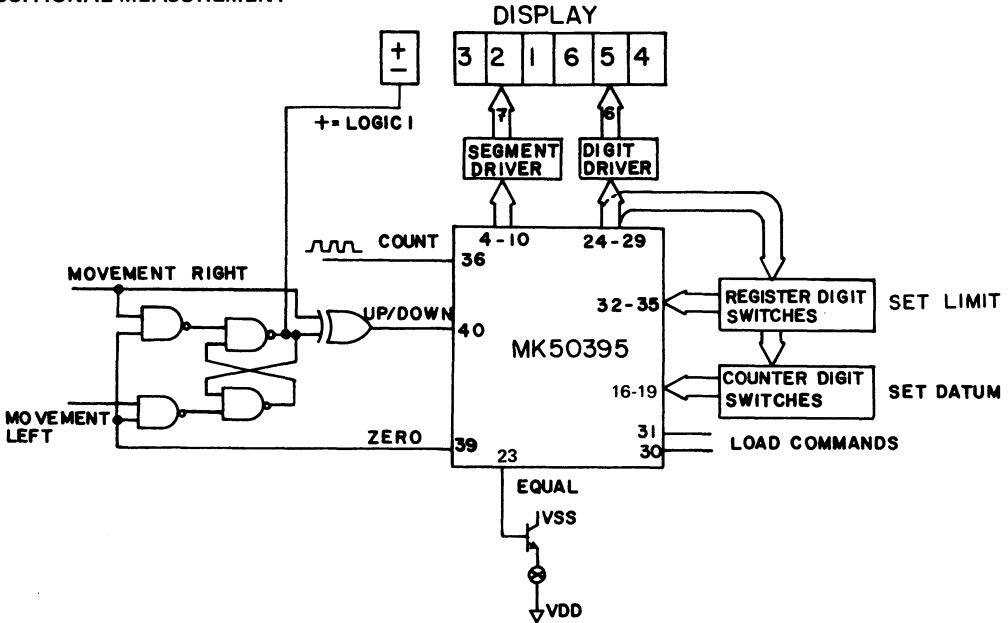 DISPLAY
+
−
3 2 1 6 5 4
+= LOGIC 1
7
6
SEGMENT
DRIVER
DIGIT
DRIVER
4-10
24-29
COUNT
36
MOVEMENT RIGHT
UP/DOWN
40
32-35
REGISTER DIGIT
SWITCHES
SET LIMIT
MK50395
16-19
COUNTER DIGIT
SWITCHES
SET DATUM
MOVEMENT
LEFT
ZERO
39
23
31
30
LOAD COMMANDS
EQUAL
VSS
VDD